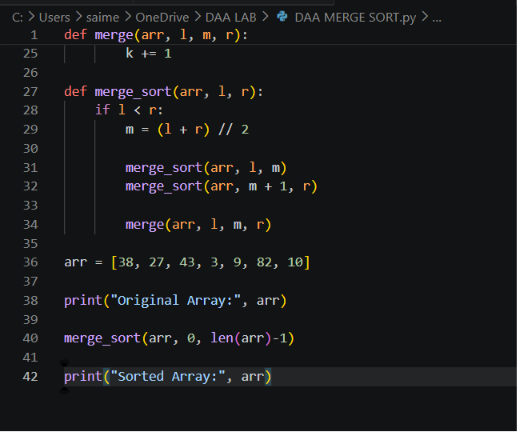 C: > Users > saime > OneDrive > DAA LAB > DAA MERGE SORT.py > ...
1 def merge(arr, l, m, r):
25 k += 1
26
27 def merge_sort(arr, l, r):
28 if l < r:
29 m = (l + r) // 2
30
31 merge_sort(arr, l, m)
32 merge_sort(arr, m + 1, r)
33
34 merge(arr, l, m, r)
35
36 arr = [38, 27, 43, 3, 9, 82, 10]
37
38 print("Original Array:", arr)
39
40 merge_sort(arr, 0, len(arr)-1)
41
42 print("Sorted Array:", arr)